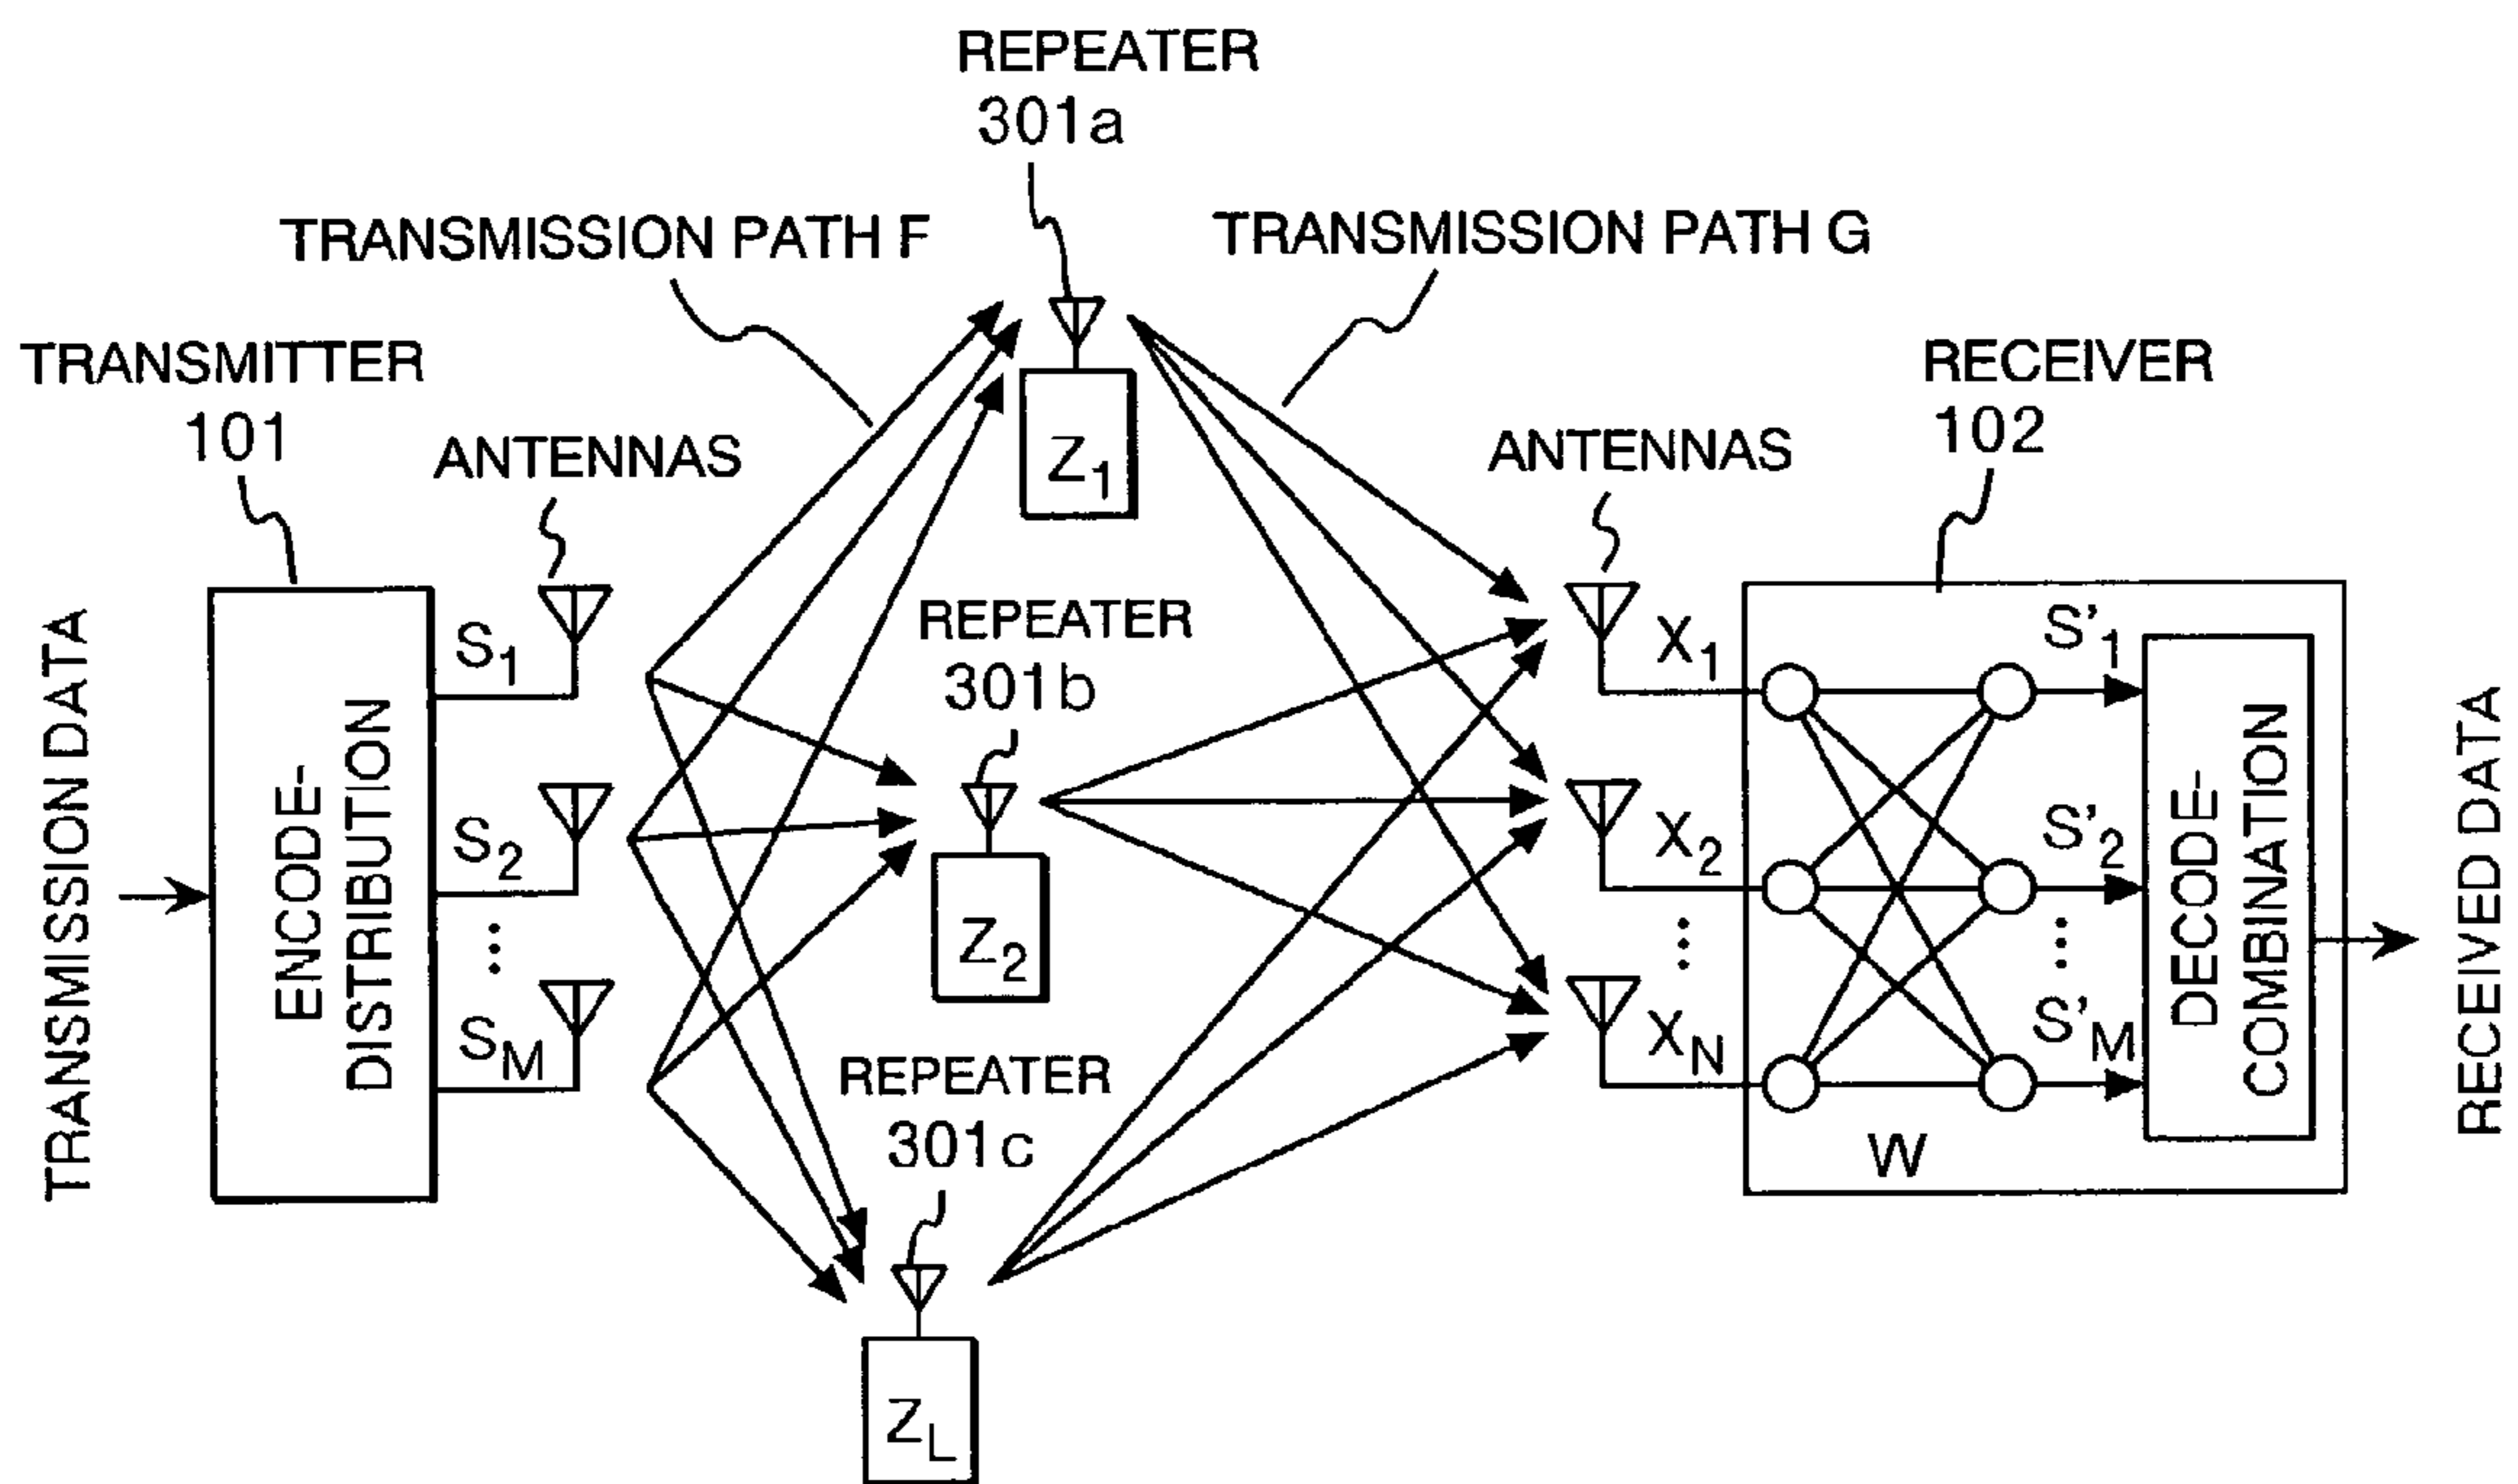 REPEATER
301a
TRANSMISSION PATH F
TRANSMISSION PATH G
TRANSMITTER
101
ANTENNAS
Z1
ANTENNAS
RECEIVER
102
TRANSMISSION DATA
ENCODE-
DISTRIBUTION
S1
S2
SM
REPEATER
301b
Z2
REPEATER
301c
ZL
X1
X2
XN
W
S'1
S'2
S'M
DECODE-
COMBINATION
RECEIVED DATA